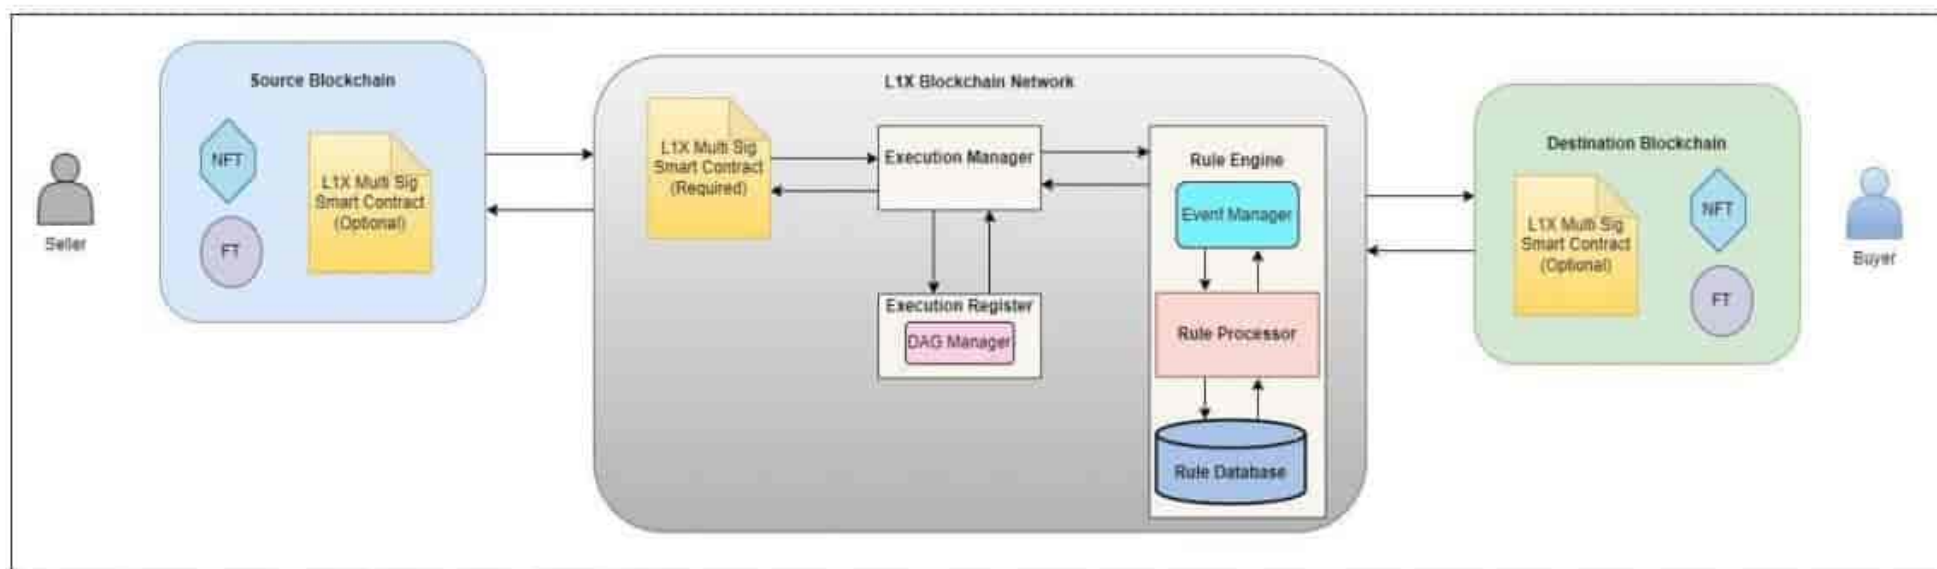 Source Blockchain
NFT
FT
L1X Multi Sig
Smart Contract
(Optional)
Seller
L1X Blockchain Network
L1X Multi Sig
Smart Contract
(Required)
Execution Manager
Execution Register
DAG Manager
Rule Engine
Event Manager
Rule Processor
Rule Database
Destination Blockchain
L1X Multi Sig
Smart Contract
(Optional)
NFT
FT
Buyer